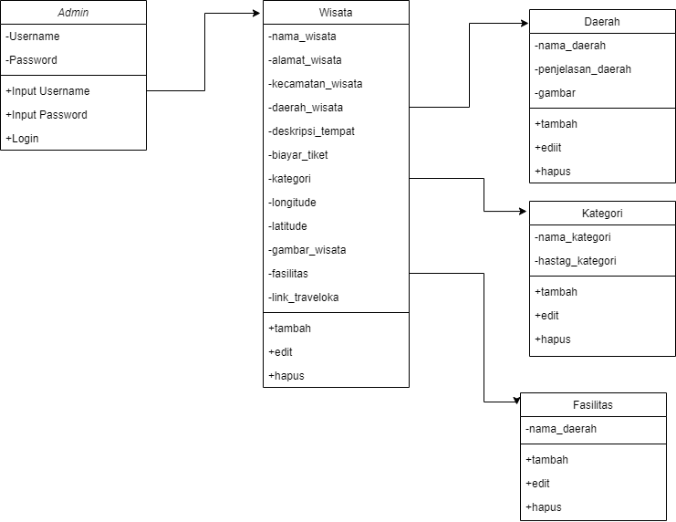 Admin
-Username
-Password
+Input Username
+Input Password
+Login
Wisata
-nama_wisata
-alamat_wisata
-kecamatan_wisata
-daerah_wisata
-deskripsi_tempat
-biayar_tiket
-kategori
-longitude
-latitude
-gambar_wisata
-fasilitas
-link_traveloka
+tambah
+edit
+hapus
Daerah
-nama_daerah
-penjelasan_daerah
-gambar
+tambah
+ediit
+hapus
Kategori
-nama_kategori
-hastag_kategori
+tambah
+edit
+hapus
Fasilitas
-nama_daerah
+tambah
+edit
+hapus